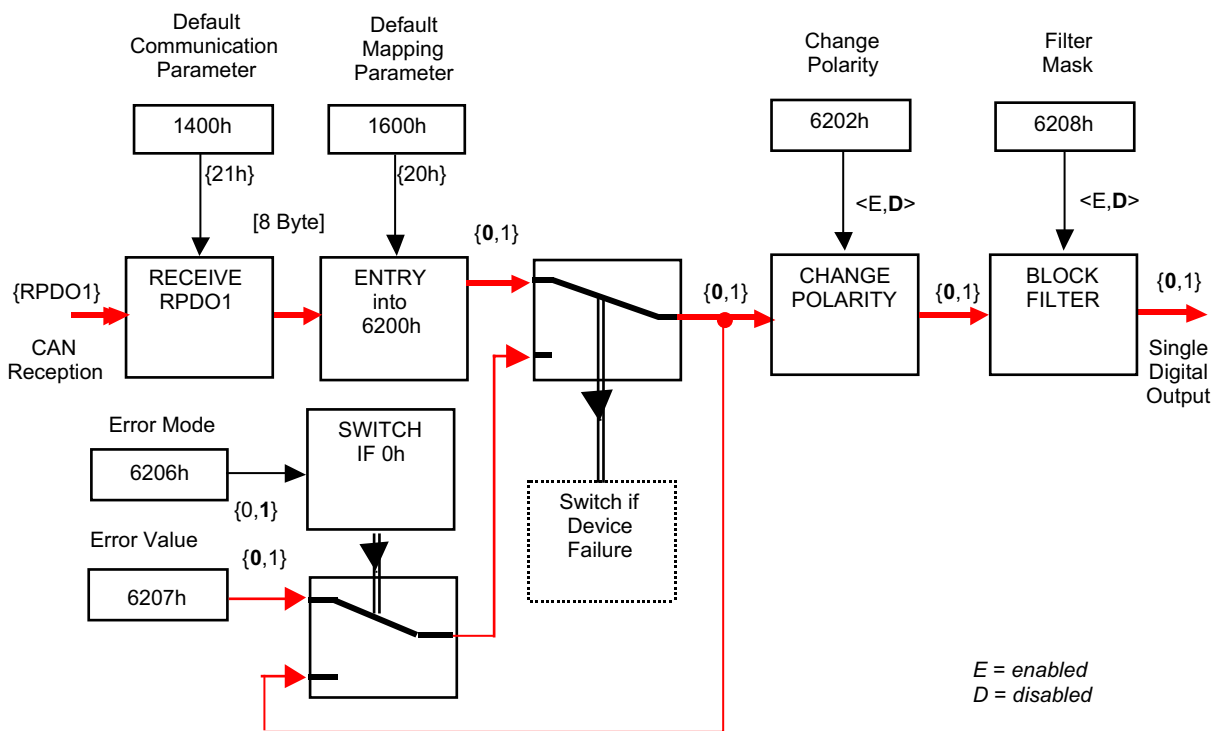 Default
Communication
Parameter
Default
Mapping
Parameter
Change
Polarity
Filter
Mask
1400h
1600h
6202h
6208h
{21h}
{20h}
<E,D>
<E,D>
[8 Byte]
{0,1}
{RPDO1}
CAN
Reception
RECEIVE
RPDO1
ENTRY
into
6200h
{0,1}
CHANGE
POLARITY
{0,1}
BLOCK
FILTER
{0,1}
Single
Digital
Output
Error Mode
6206h
{0,1}
SWITCH
IF 0h
Switch if
Device
Failure
Error Value
6207h
{0,1}
E = enabled
D = disabled